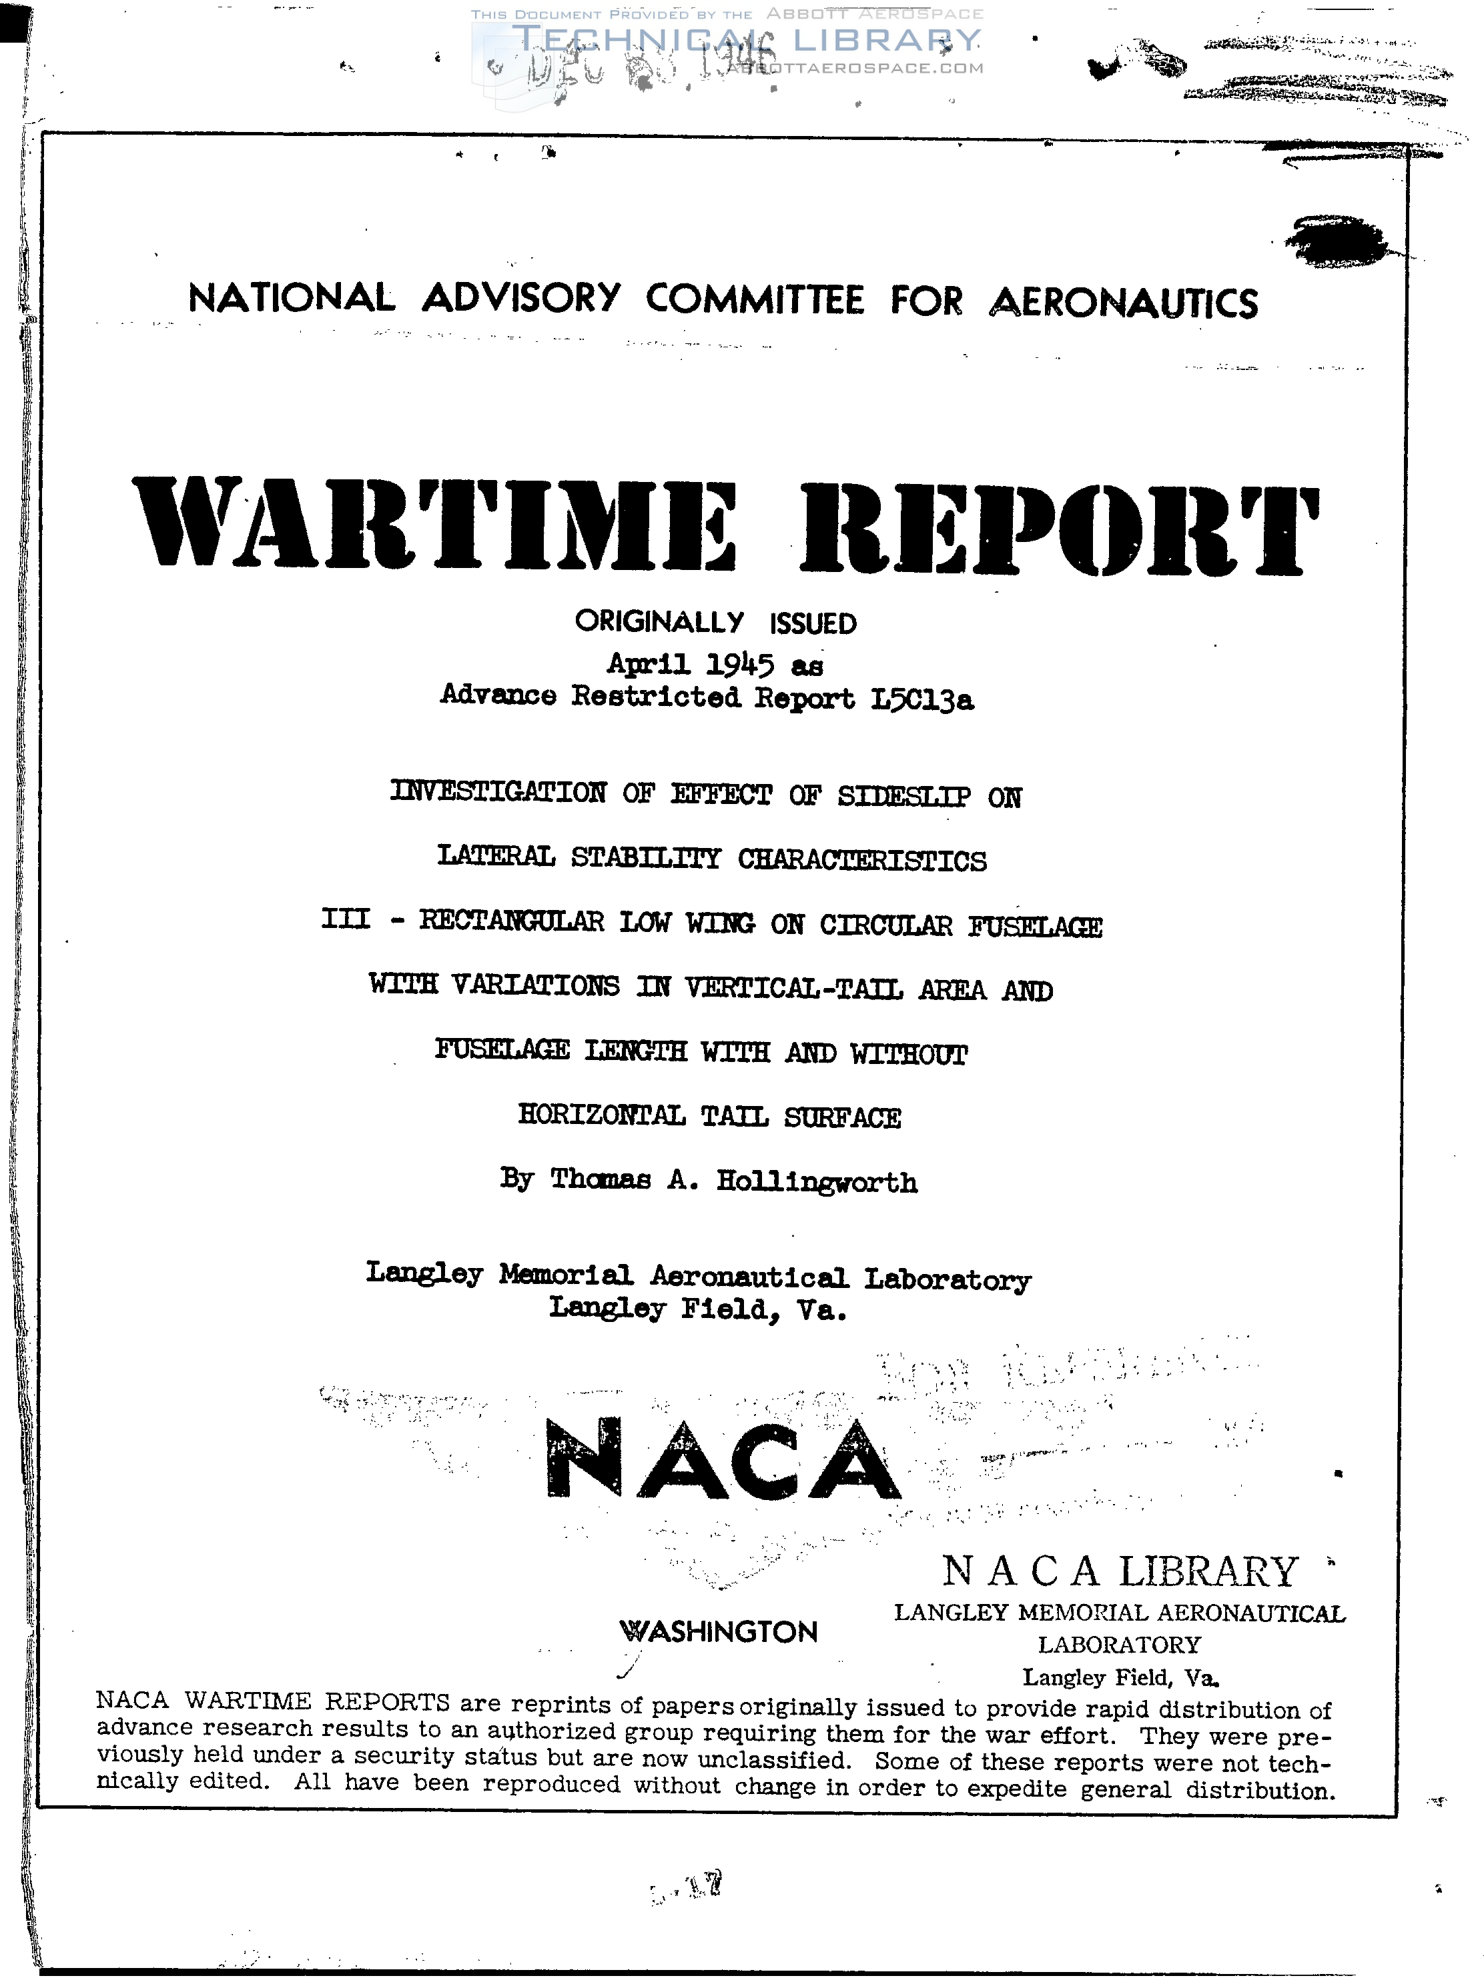 THIS DOCUMENT PROVIDED BY THE ABBOTT AEROSPACE
TECHNICAL LIBRARY
ABBOTTAEROSPACE.COM
DEC 1946
NATIONAL ADVISORY COMMITTEE FOR AERONAUTICS
WARTIME REPORT
ORIGINALLY ISSUED
April 1945 as
Advance Restricted Report L5C13a
INVESTIGATION OF EFFECT OF SIDESLIP ON
LATERAL STABILITY CHARACTERISTICS
III - RECTANGULAR LOW WING ON CIRCULAR FUSELAGE
WITH VARIATIONS IN VERTICAL-TAIL AREA AND
FUSELAGE LENGTH WITH AND WITHOUT
HORIZONTAL TAIL SURFACE
By Thomas A. Hollingworth
Langley Memorial Aeronautical Laboratory
Langley Field, Va.
NACA
N A C A LIBRARY
LANGLEY MEMORIAL AERONAUTICAL
LABORATORY
Langley Field, Va.
WASHINGTON
NACA WARTIME REPORTS are reprints of papers originally issued to provide rapid distribution of
advance research results to an authorized group requiring them for the war effort. They were pre-
viously held under a security status but are now unclassified. Some of these reports were not tech-
nically edited. All have been reproduced without change in order to expedite general distribution.